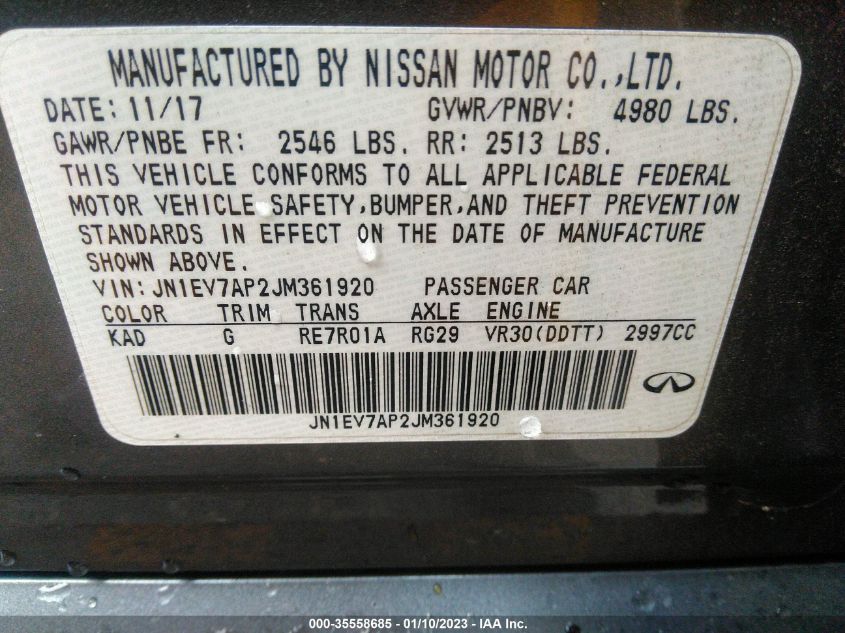 MANUFACTURED BY NISSAN MOTOR CO.,LTD.
DATE: 11/17 GVWR/PNBV: 4980 LBS.
GAWR/PNBE FR: 2546 LBS. RR: 2513 LBS.
THIS VEHICLE CONFORMS TO ALL APPLICABLE FEDERAL
MOTOR VEHICLE SAFETY,BUMPER,AND THEFT PREVENTION
STANDARDS IN EFFECT ON THE DATE OF MANUFACTURE
SHOWN ABOVE.
VIN: JN1EV7AP2JM361920 PASSENGER CAR
COLOR TRIM TRANS AXLE ENGINE
KAD G RE7R01A RG29 VR30(DDTT) 2997CC
JN1EV7AP2JM361920
000-35558685 - 01/10/2023 - IAA Inc.